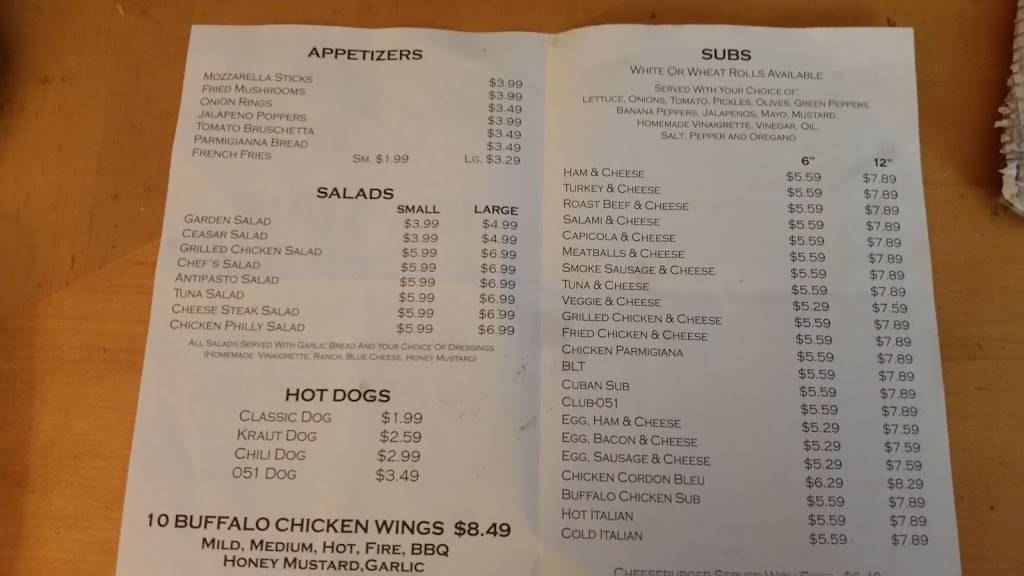 APPETIZERS
MOZZARELLA STICKS $3.99
FRIED MUSHROOMS $3.99
ONION RINGS $3.49
JALAPENO POPPERS $3.99
TOMATO BRUSCHETTA $3.49
PARMIGIANNA BREAD $3.49
FRENCH FRIES SM. $1.99 LG. $3.29
SALADS
SMALL LARGE
GARDEN SALAD $3.99 $4.99
CEASAR SALAD $3.99 $4.99
GRILLED CHICKEN SALAD $5.99 $6.99
CHEF'S SALAD $5.99 $6.99
ANTIPASTO SALAD $5.99 $6.99
TUNA SALAD $5.99 $6.99
CHEESE STEAK SALAD $5.99 $6.99
CHICKEN PHILLY SALAD $5.99 $6.99
ALL SALADS SERVED WITH GARLIC BREAD AND YOUR CHOICE OF DRESSINGS
(HOMEMADE VINAIGRETTE, RANCH, BLUE CHEESE, HONEY MUSTARD)
HOT DOGS
CLASSIC DOG $1.99
KRAUT DOG $2.59
CHILI DOG $2.99
051 DOG $3.49
10 BUFFALO CHICKEN WINGS $8.49
MILD, MEDIUM, HOT, FIRE, BBQ
HONEY MUSTARD,GARLIC
SUBS
WHITE OR WHEAT ROLLS AVAILABLE
SERVED WITH YOUR CHOICE OF:
LETTUCE, ONIONS, TOMATO, PICKLES, OLIVES, GREEN PEPPERS,
BANANA PEPPERS, JALAPENOS, MAYO, MUSTARD,
HOMEMADE VINAIGRETTE, VINEGAR, OIL,
SALT, PEPPER AND OREGANO
6" 12"
HAM & CHEESE $5.59 $7.89
TURKEY & CHEESE $5.59 $7.89
ROAST BEEF & CHEESE $5.59 $7.89
SALAMI & CHEESE $5.59 $7.89
CAPICOLA & CHEESE $5.59 $7.89
MEATBALLS & CHEESE $5.59 $7.89
SMOKE SAUSAGE & CHEESE $5.59 $7.89
TUNA & CHEESE $5.59 $7.89
VEGGIE & CHEESE $5.29 $7.59
GRILLED CHICKEN & CHEESE $5.59 $7.89
FRIED CHICKEN & CHEESE $5.59 $7.89
CHICKEN PARMIGIANA $5.59 $7.89
BLT $5.59 $7.89
CUBAN SUB $5.59 $7.89
CLUB-051 $5.59 $7.89
EGG, HAM & CHEESE $5.29 $7.59
EGG, BACON & CHEESE $5.29 $7.59
EGG, SAUSAGE & CHEESE $5.29 $7.59
CHICKEN CORDON BLEU $6.29 $8.29
BUFFALO CHICKEN SUB $5.59 $7.89
HOT ITALIAN $5.59 $7.89
COLD ITALIAN $5.59 $7.89
CHEESEBURGER SERVED WITH FRIES